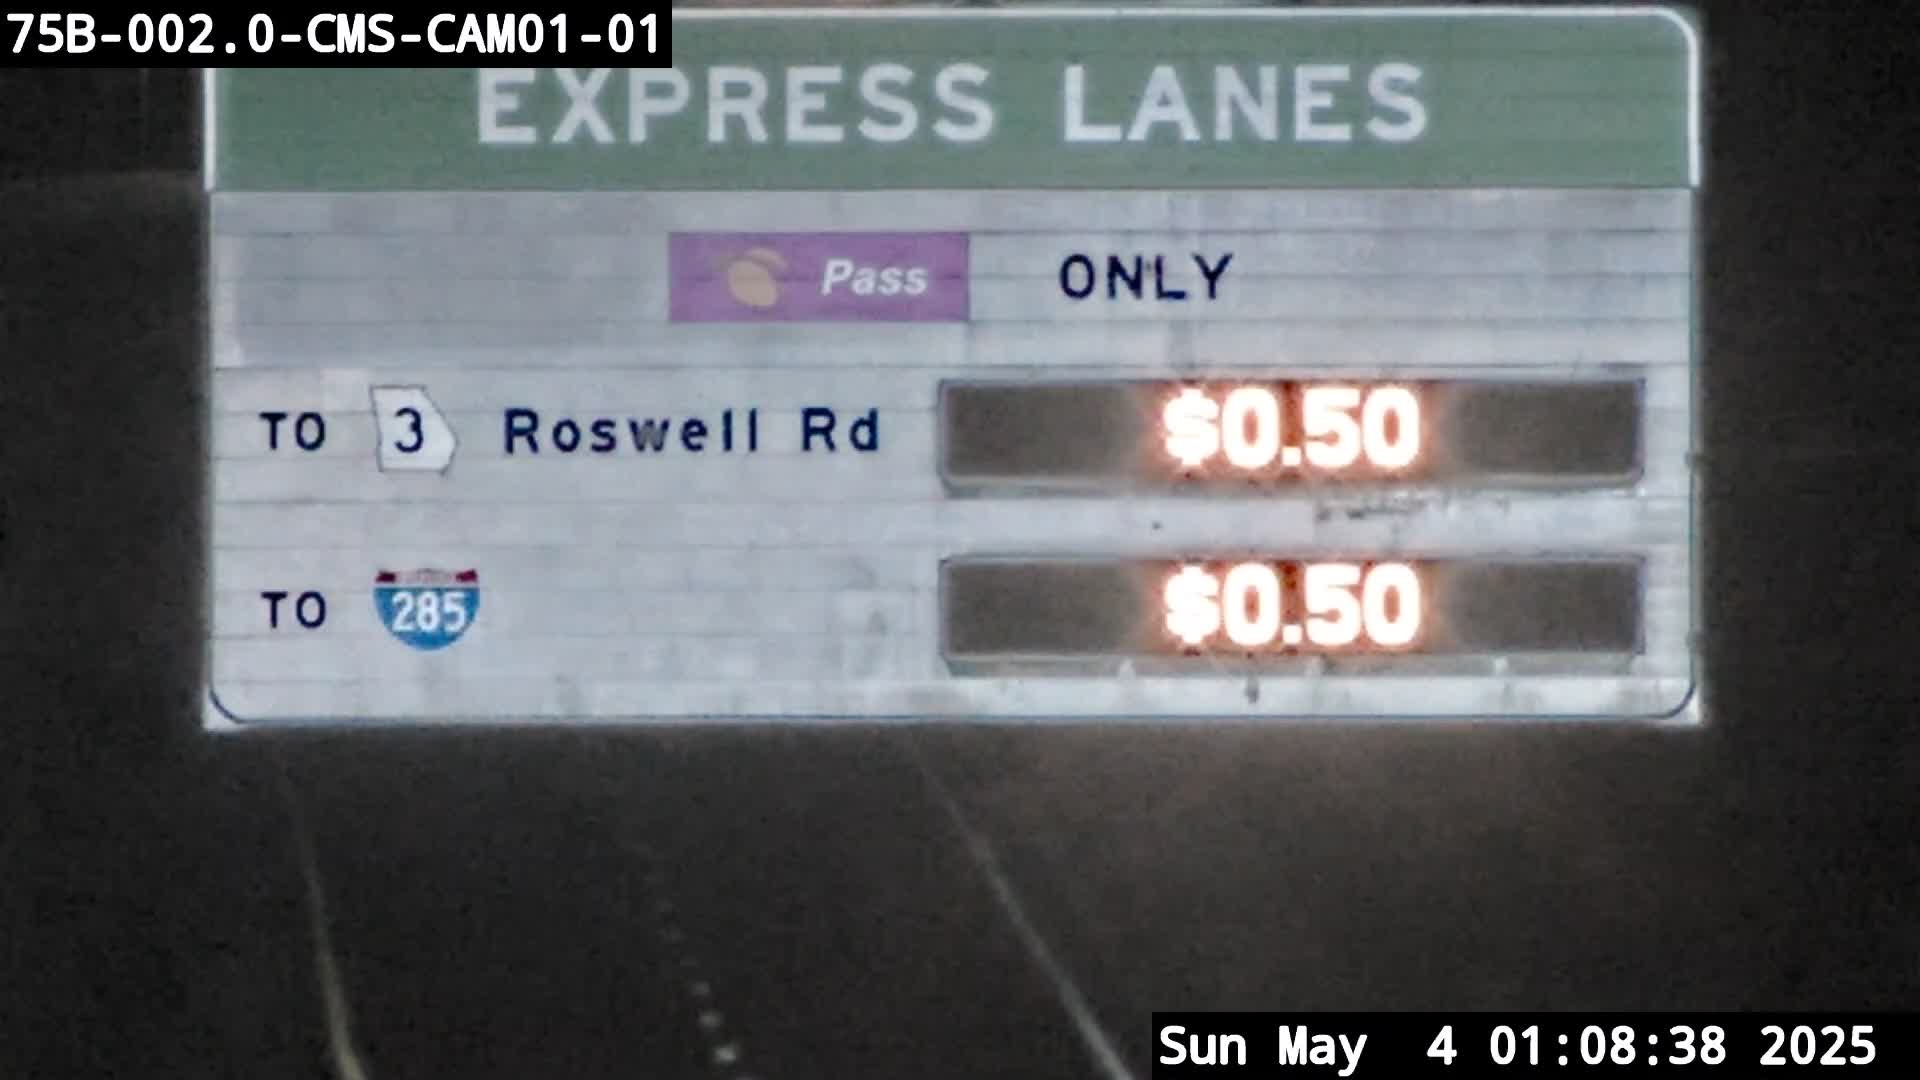 75B-002.0-CMS-CAM01-01
EXPRESS LANES
Pass ONLY
TO 3 Roswell Rd $0.50
TO 285 $0.50
Sun May 4 01:08:38 2025